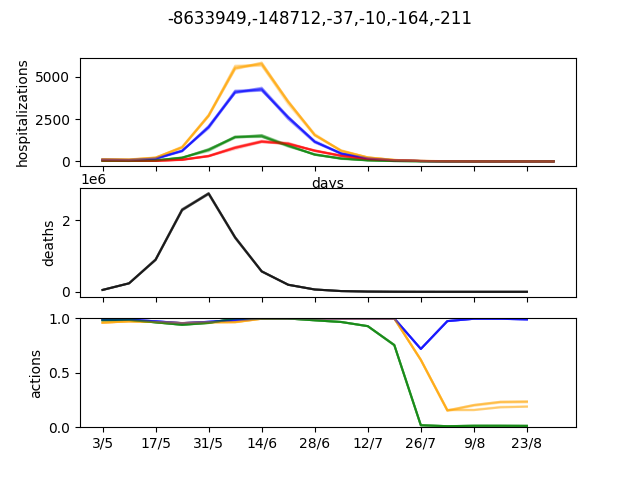 -8633949,-148712,-37,-10,-164,-211
hospitalizations
5000
2500
0
days
1e6
deaths
2
0
actions
1.0
0.5
0.0
3/5 17/5 31/5 14/6 28/6 12/7 26/7 9/8 23/8